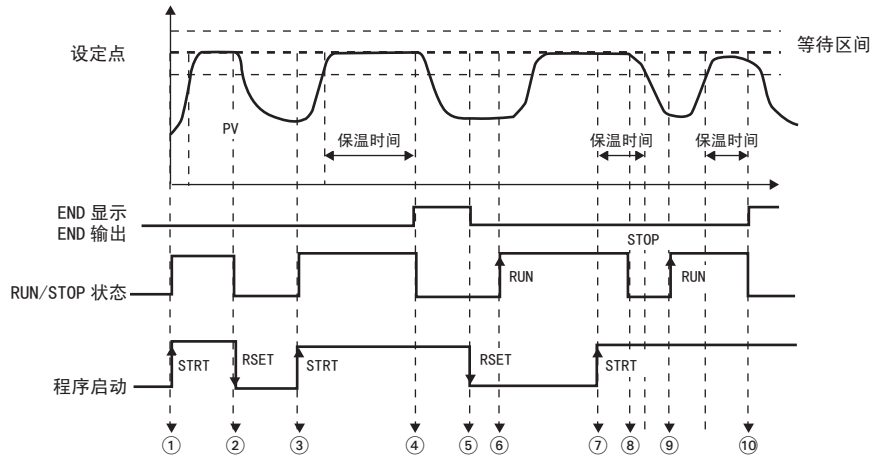 设定点
等待区间
PV
保温时间
保温时间
保温时间
END 显示
END 输出
STOP
RUN/STOP 状态
RUN
RUN
程序启动
STRT
RSET
STRT
RSET
STRT
① ② ③ ④ ⑤ ⑥ ⑦ ⑧ ⑨ ⑩